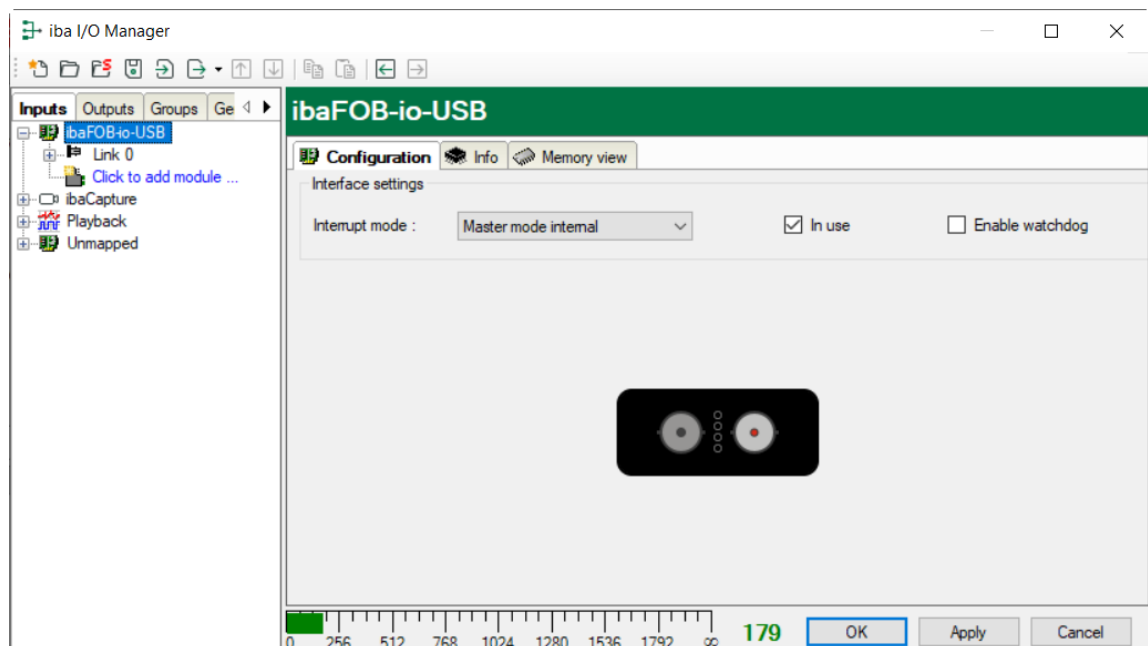 iba I/O Manager
Inputs Outputs Groups Ge
ibaFOB-io-USB
Link 0
Click to add module ...
ibaCapture
Playback
Unmapped
ibaFOB-io-USB
Configuration Info Memory view
Interface settings
Interrupt mode : Master mode internal In use Enable watchdog
0 256 512 768 1024 1280 1536 1792 ∞ 179 OK Apply Cancel